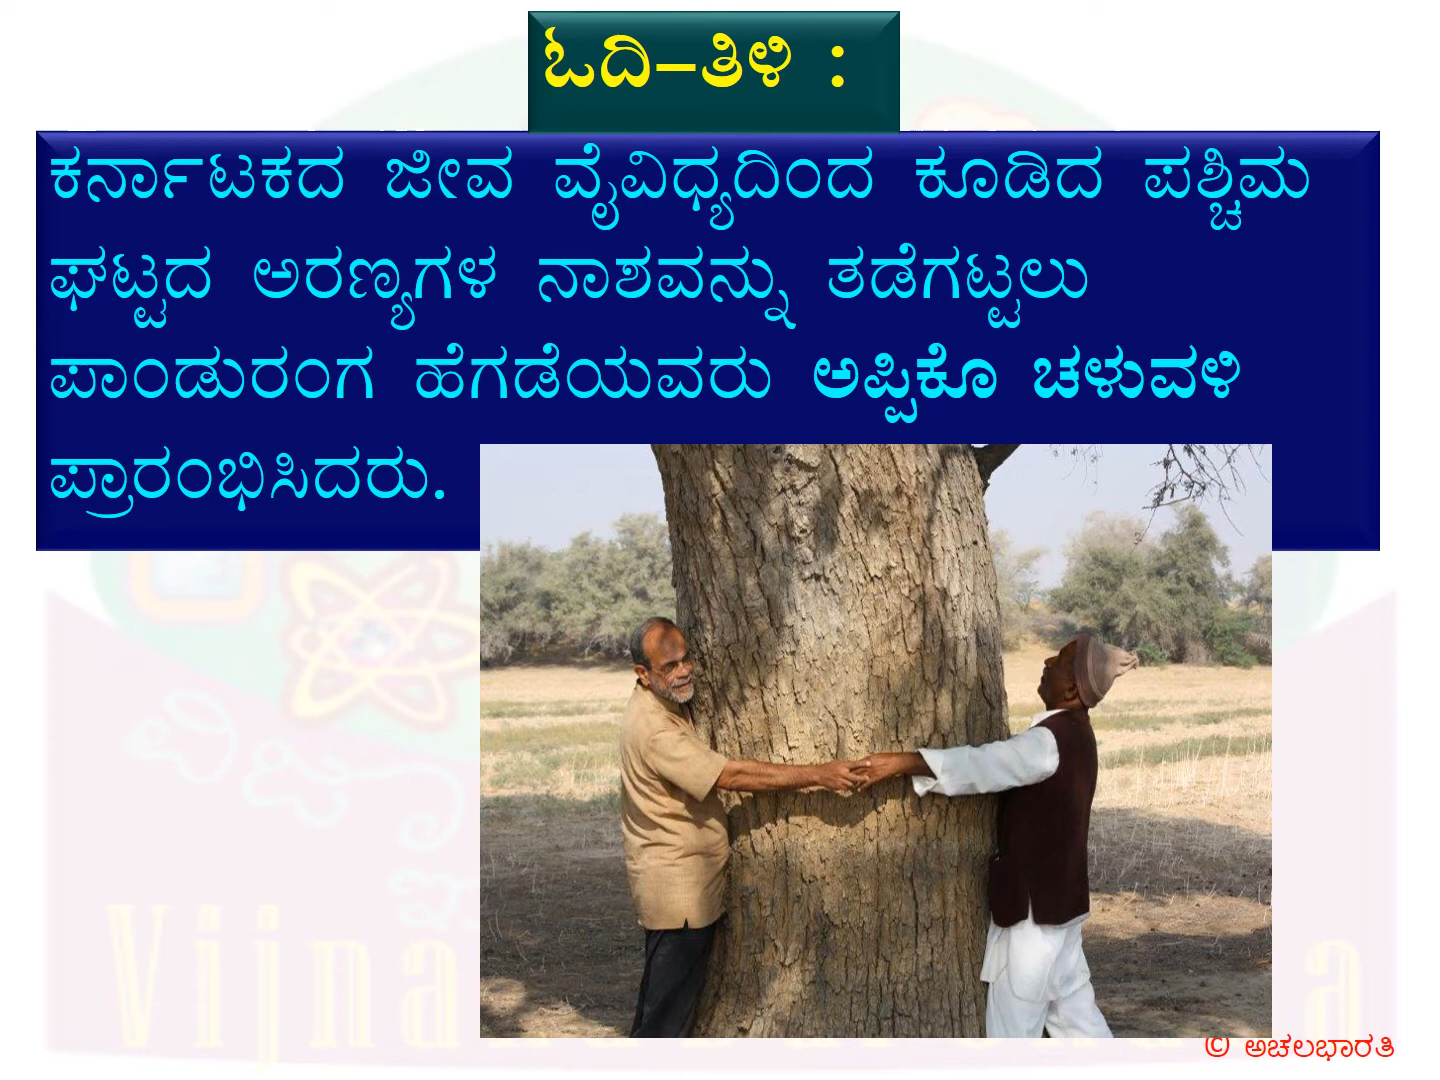 ಓದಿ–ತಿಳಿ :
ಕರ್ನಾಟಕದ ಜೀವ ವೈವಿಧ್ಯದಿಂದ ಕೂಡಿದ ಪಶ್ಚಿಮ
ಘಟ್ಟದ ಅರಣ್ಯಗಳ ನಾಶವನ್ನು ತಡೆಗಟ್ಟಲು
ಪಾಂಡುರಂಗ ಹೆಗಡೆಯವರು ಅಪ್ಪಿಕೊ ಚಳುವಳಿ
ಪ್ರಾರಂಭಿಸಿದರು.
© ಅಚಲಭಾರತಿ